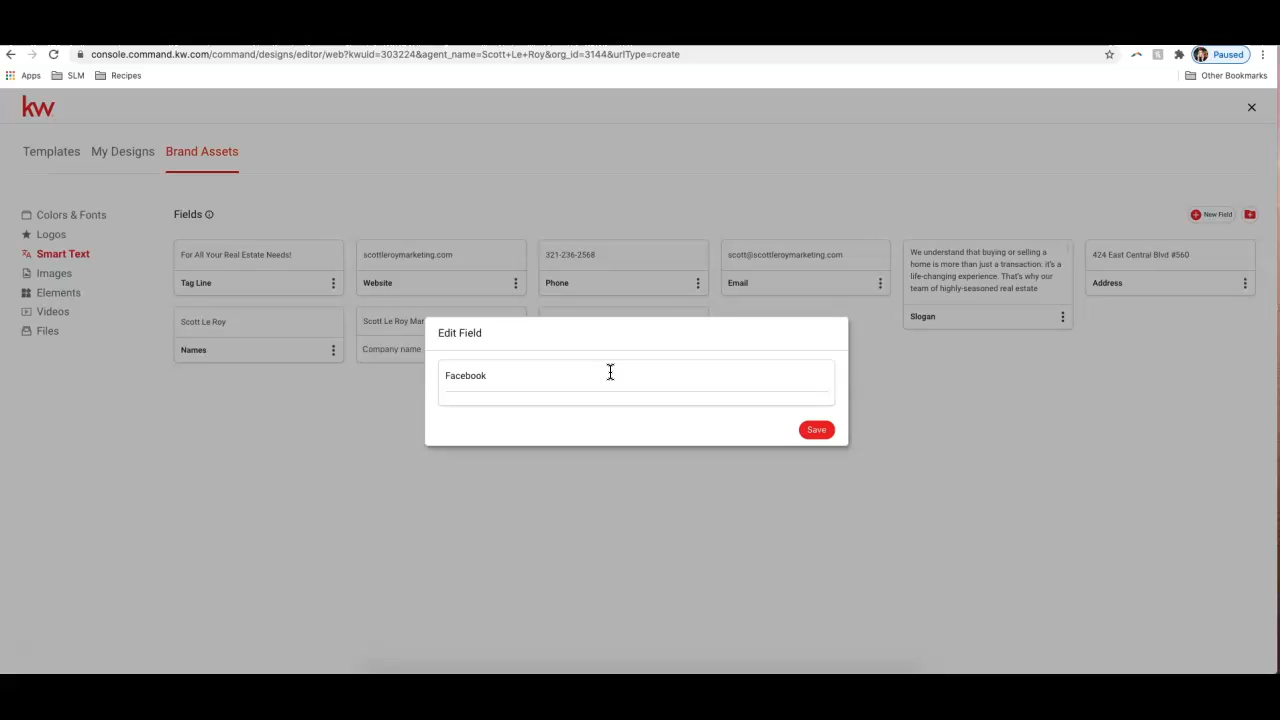 console.command.kw.com/command/designs/editor/web?kwuid=303224&agent_name=Scott+Le+Roy&org_id=3144&urlType=create
Paused
Apps
SLM
Recipes
Other Bookmarks
kw
Templates
My Designs
Brand Assets
Colors & Fonts
Logos
Smart Text
Images
Elements
Videos
Files
Fields
New Field
For All Your Real Estate Needs!
Tag Line
scottleroymarketing.com
Website
321-236-2568
Phone
scott@scottleroymarketing.com
Email
We understand that buying or selling a
home is more than just a transaction: it's a
life-changing experience. That's why our
team of highly-seasoned real estate
Slogan
424 East Central Blvd #560
Address
Scott Le Roy
Names
Scott Le Roy Mar
Company name
Edit Field
Facebook
Save